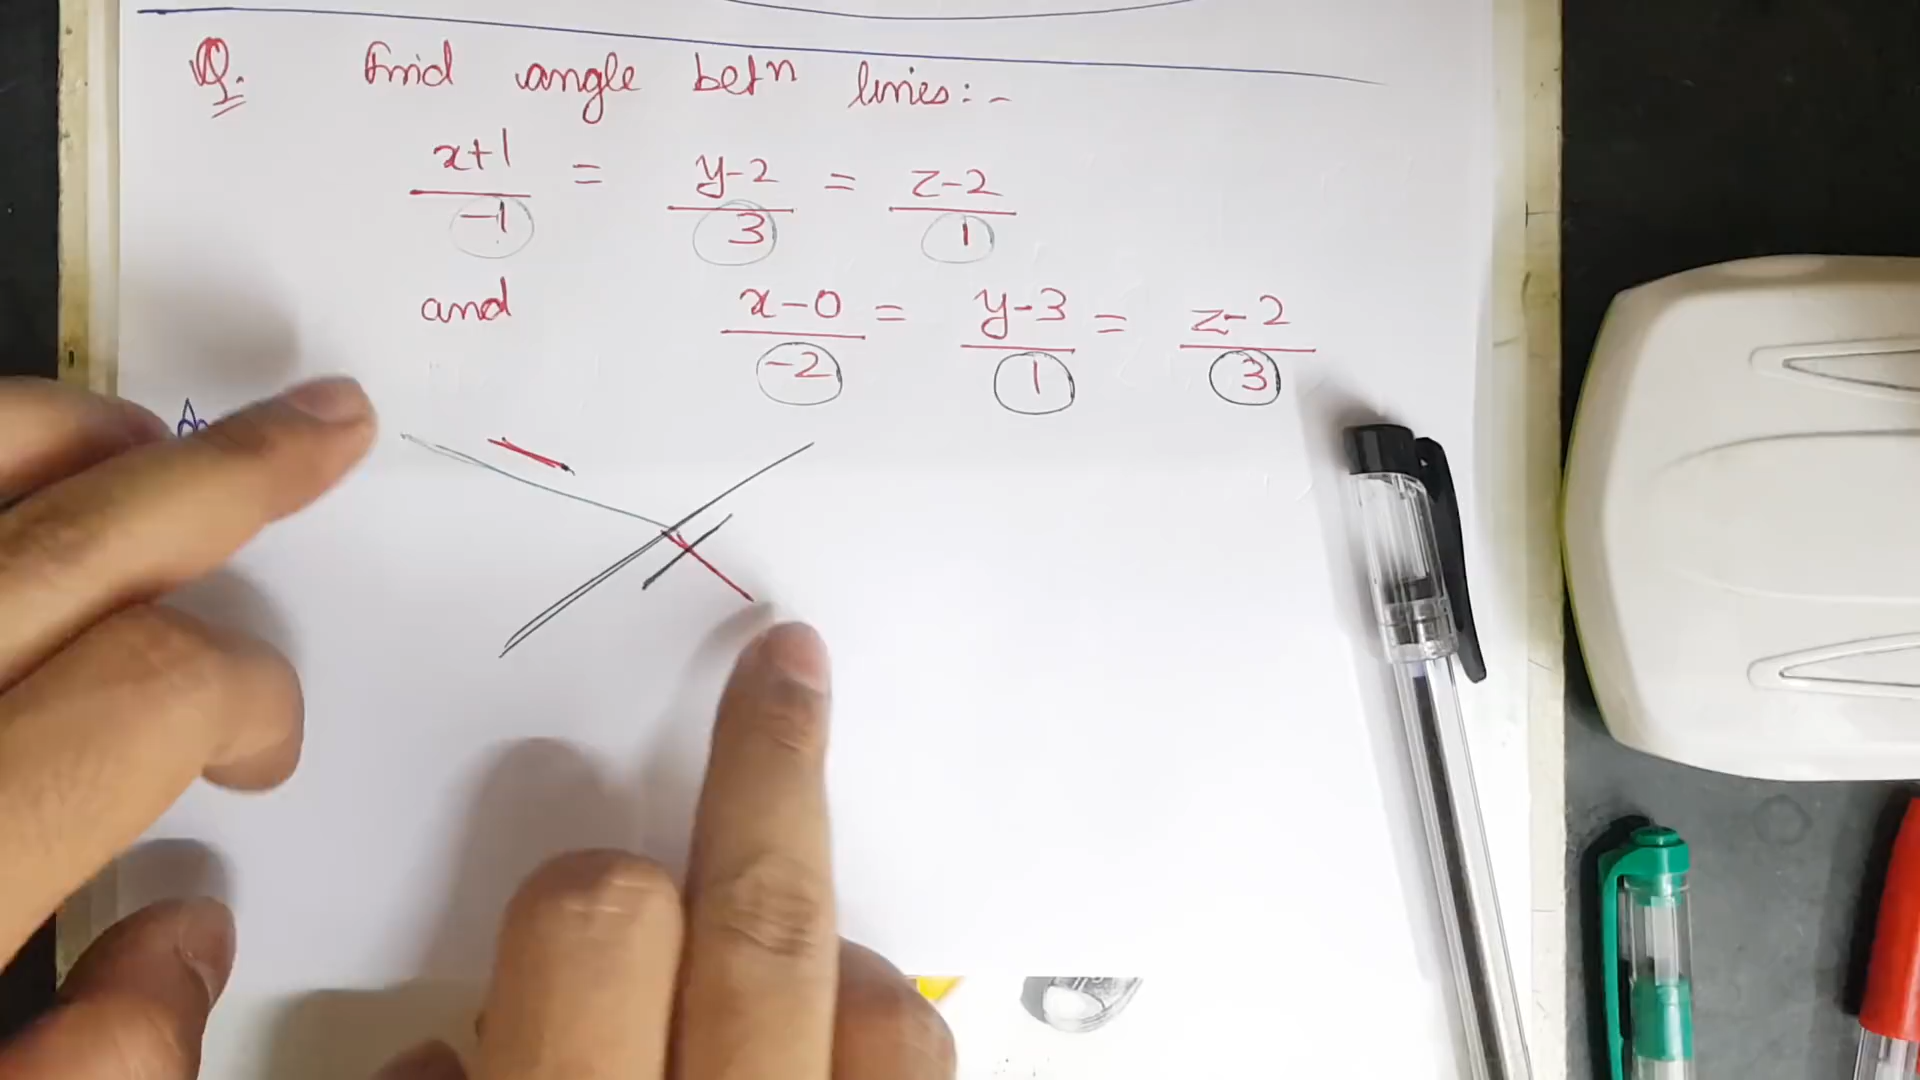 Q. Find angle betn lines:-
x+1/-1 = y-2/3 = z-2/1
and x-0/-2 = y-3/1 = z-2/3